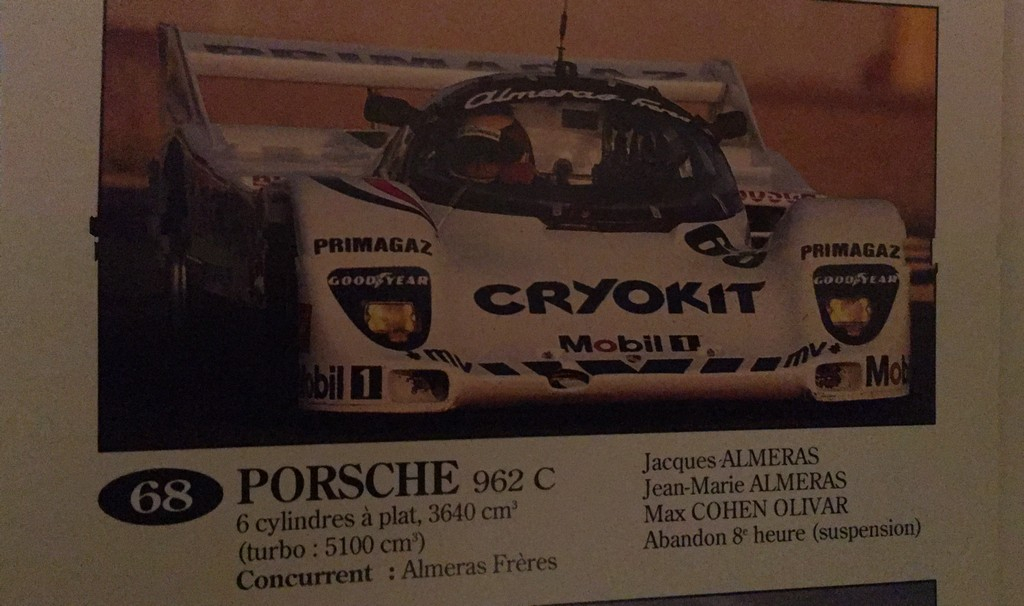 PRIMAGAZ
Almeras
PRIMAGAZ
GOODYEAR
CRYOKIT
PRIMAGAZ
GOODYEAR
68
Mobil 1
mv
mv
obil 1
Mob
68
PORSCHE 962 C
6 cylindres à plat, 3640 cm³
(turbo : 5100 cm³)
Concurrent : Almeras Frères
Jacques ALMERAS
Jean-Marie ALMERAS
Max COHEN OLIVAR
Abandon 8e heure (suspension)